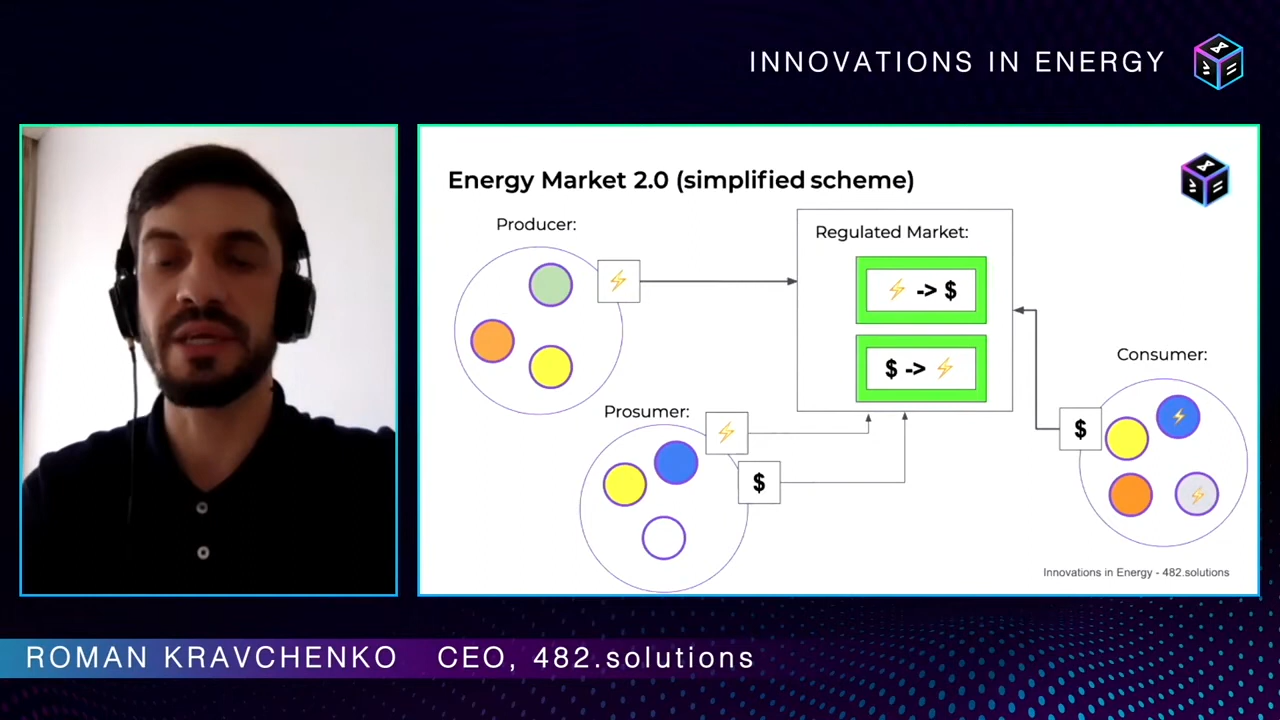 INNOVATIONS IN ENERGY
Energy Market 2.0 (simplified scheme)
Producer:
Regulated Market:
⚡ -> $
$ -> ⚡
Consumer:
$
Prosumer:
$
Innovations in Energy - 482.solutions
ROMAN KRAVCHENKO CEO, 482.solutions